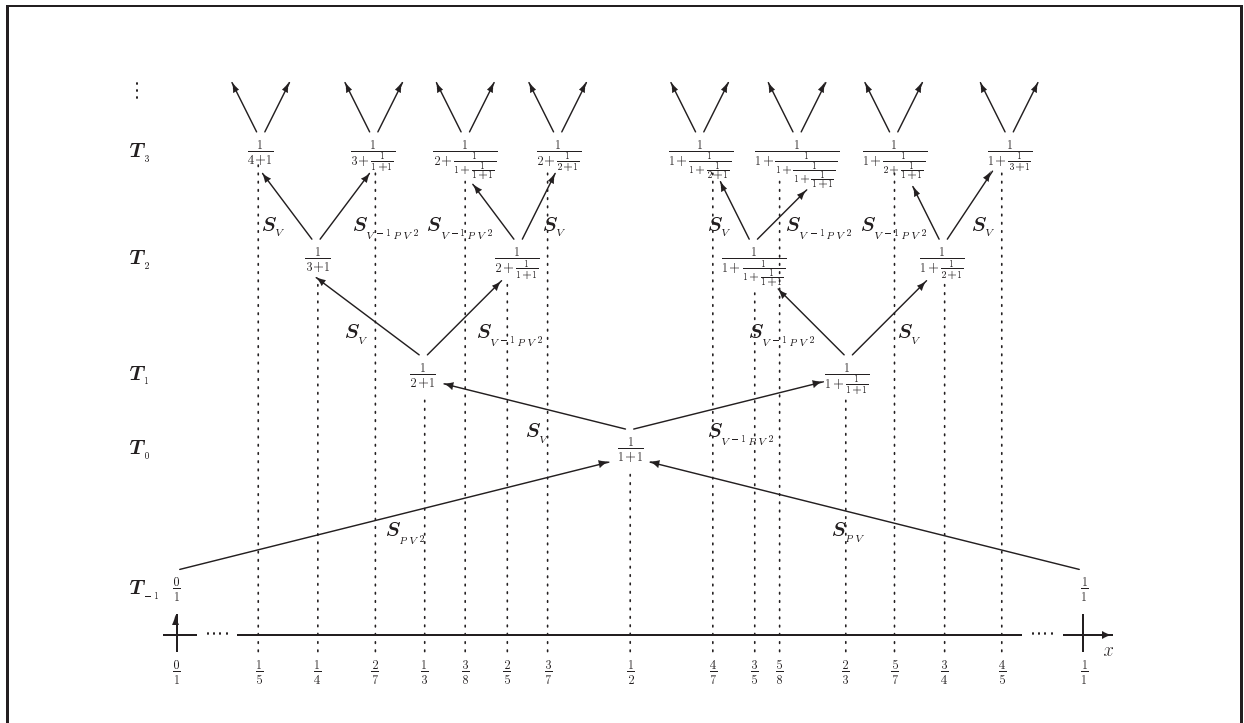 ⋮
T_3 1/(4+1) 1/(3+1/(1+1)) 1/(2+1/(1+1/(1+1))) 1/(2+1/(2+1)) 1/(1+1/(1+1/(2+1))) 1/(1+1/(1+1/(1+1/(1+1)))) 1/(1+1/(2+1/(1+1))) 1/(1+1/(3+1))
S_V S_{V^{-1}PV^2} S_{V^{-1}PV^2} S_V S_V S_{V^{-1}PV^2} S_{V^{-1}PV^2} S_V
T_2 1/(3+1) 1/(2+1/(1+1)) 1/(1+1/(1+1/(1+1))) 1/(1+1/(2+1))
S_V S_{V^{-1}PV^2} S_{V^{-1}PV^2} S_V
T_1 1/(2+1) 1/(1+1/(1+1))
S_V S_{V^{-1}PV^2}
T_0 1/(1+1)
S_{PV^2} S_{PV}
T_{-1} 0/1 1/1
x
0/1 1/5 1/4 2/7 1/3 3/8 2/5 3/7 1/2 4/7 3/5 5/8 2/3 5/7 3/4 4/5 1/1